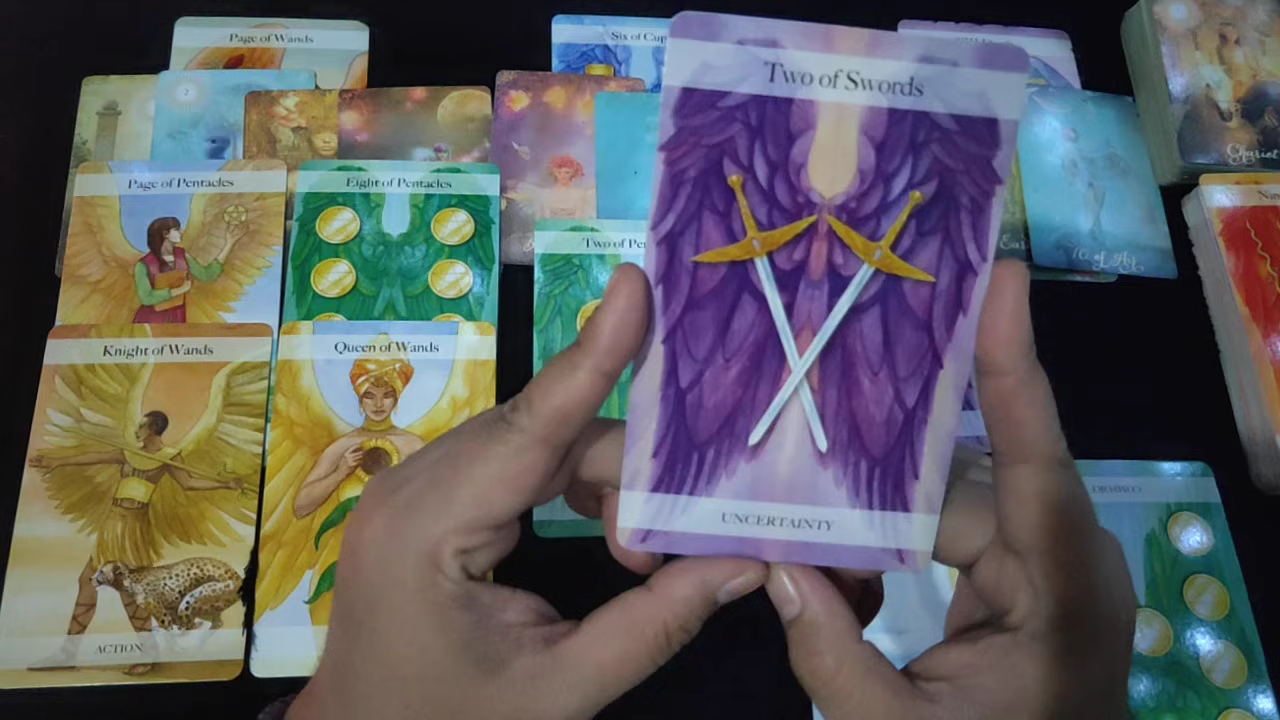 Page of Wands
Six of Cup
Two of Swords
Page of Pentacles
Eight of Pentacles
Two of Pe
Knight of Wands
Queen of Wands
UNCERTAINTY
ACTION